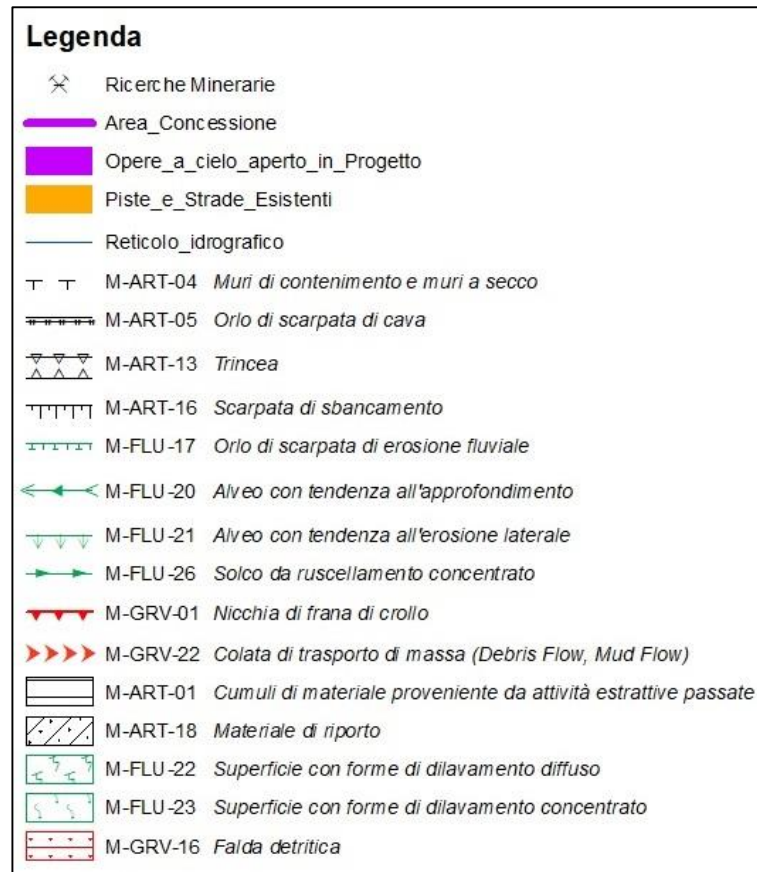 Legenda
Ricerche Minerarie
Area_Concessione
Opere_a_cielo_aperto_in_Progetto
Piste_e_Strade_Esistenti
Reticolo_idrografico
M-ART-04 Muri di contenimento e muri a secco
M-ART-05 Orlo di scarpata di cava
M-ART-13 Trincea
M-ART-16 Scarpata di sbancamento
M-FLU-17 Orlo di scarpata di erosione fluviale
M-FLU-20 Alveo con tendenza all'approfondimento
M-FLU-21 Alveo con tendenza all'erosione laterale
M-FLU-26 Solco da ruscellamento concentrato
M-GRV-01 Nicchia di frana di crollo
M-GRV-22 Colata di trasporto di massa (Debris Flow, Mud Flow)
M-ART-01 Cumuli di materiale proveniente da attività estrattive passate
M-ART-18 Materiale di riporto
M-FLU-22 Superficie con forme di dilavamento diffuso
M-FLU-23 Superficie con forme di dilavamento concentrato
M-GRV-16 Falda detritica